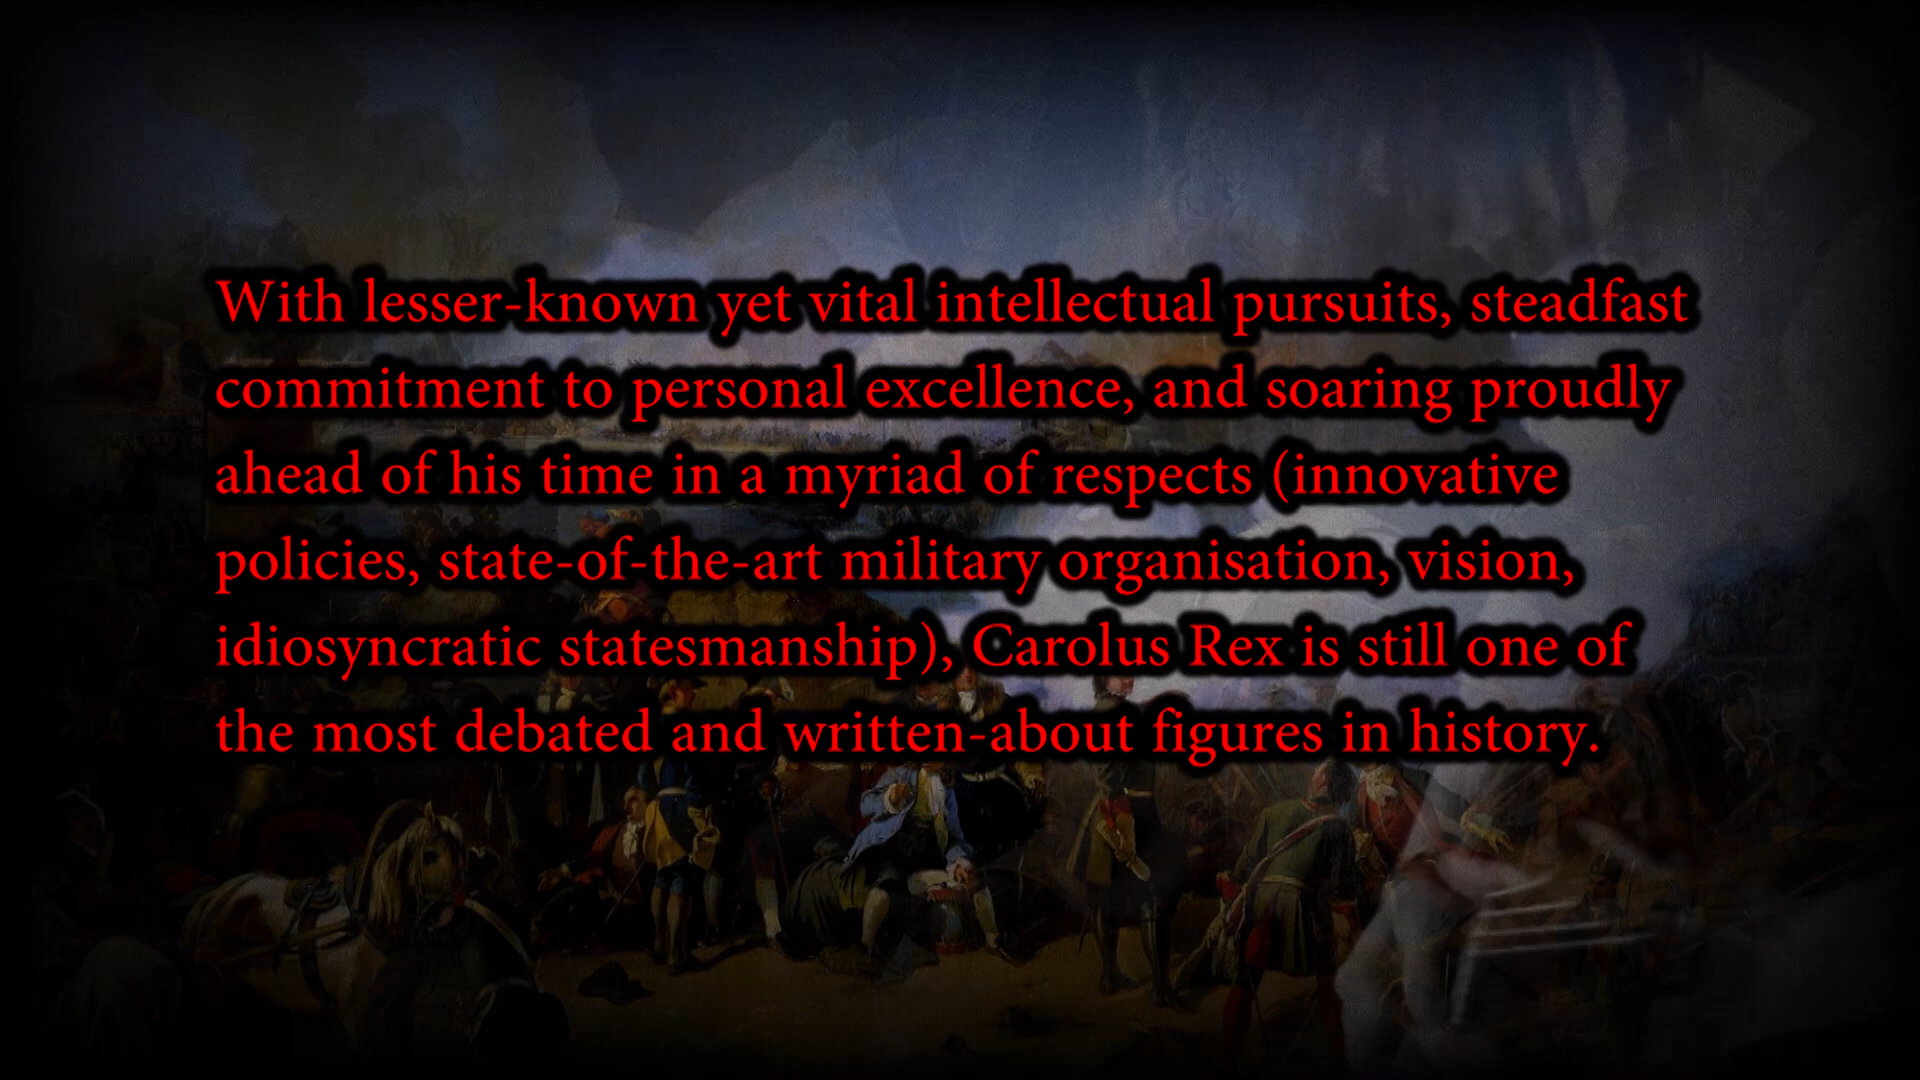 With lesser-known yet vital intellectual pursuits, steadfast
commitment to personal excellence, and soaring proudly
ahead of his time in a myriad of respects (innovative
policies, state-of-the-art military organisation, vision,
idiosyncratic statesmanship), Carolus Rex is still one of
the most debated and written-about figures in history.